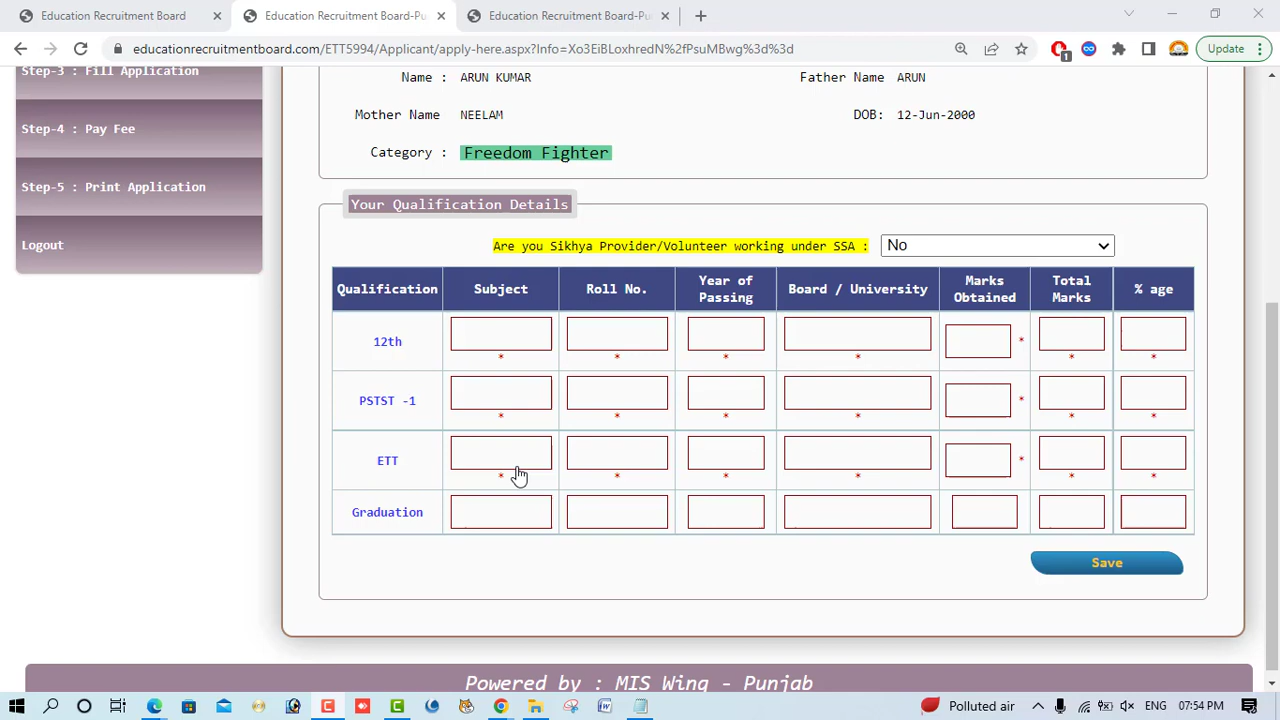 Education Recruitment Board
Education Recruitment Board-Pu
Education Recruitment Board-Pu
educationrecruitmentboard.com/ETT5994/Applicant/apply-here.aspx?Info=Xo3EiBLoxhredN%2fPsuMBwg%3d%3d
1
Update
Step-3 : Fill Application
Step-4 : Pay Fee
Step-5 : Print Application
Logout
Name : ARUN KUMAR Father Name ARUN
Mother Name NEELAM DOB: 12-Jun-2000
Category : Freedom Fighter
Your Qualification Details
Are you Sikhya Provider/Volunteer working under SSA : No
Qualification Subject Roll No. Year of Passing Board / University Marks Obtained Total Marks % age
12th * * * * * * *
PSTST -1 * * * * * * *
ETT * * * * * * *
Graduation
Save
Powered by : MIS Wing - Punjab
Polluted air ENG 07:54 PM